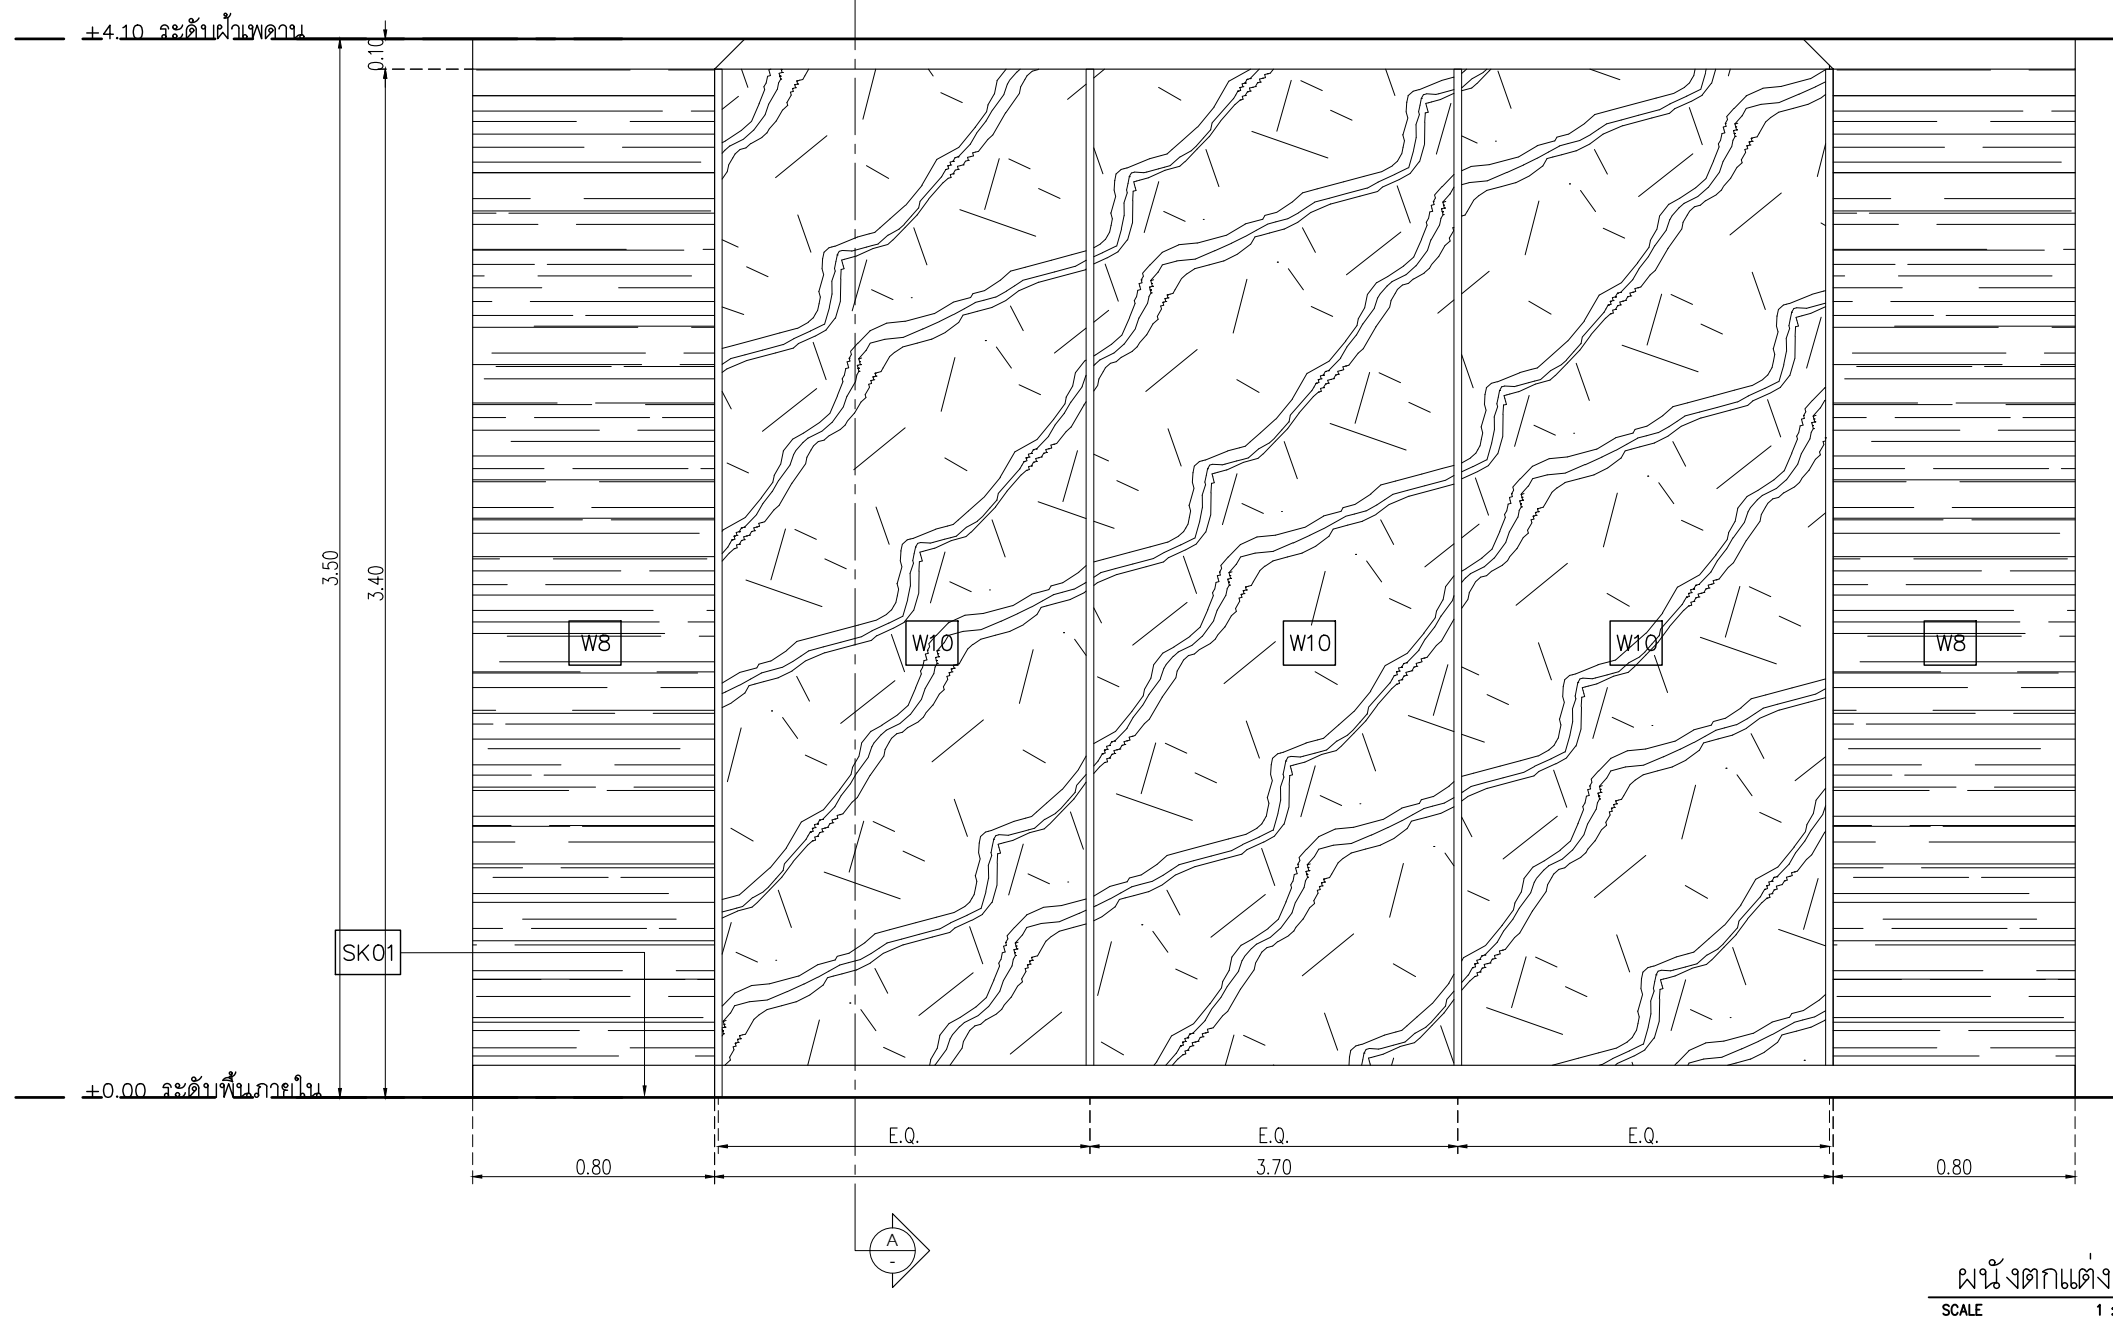 ±4.10 ระดับฝ้าเพดาน
0.10
3.50
3.40
W8
W10
W10
W10
W8
SK01
±0.00 ระดับพื้นภายใน
E.Q.
E.Q.
E.Q.
0.80
3.70
0.80
A
-
ผนังตกแต่ง
SCALE 1 :